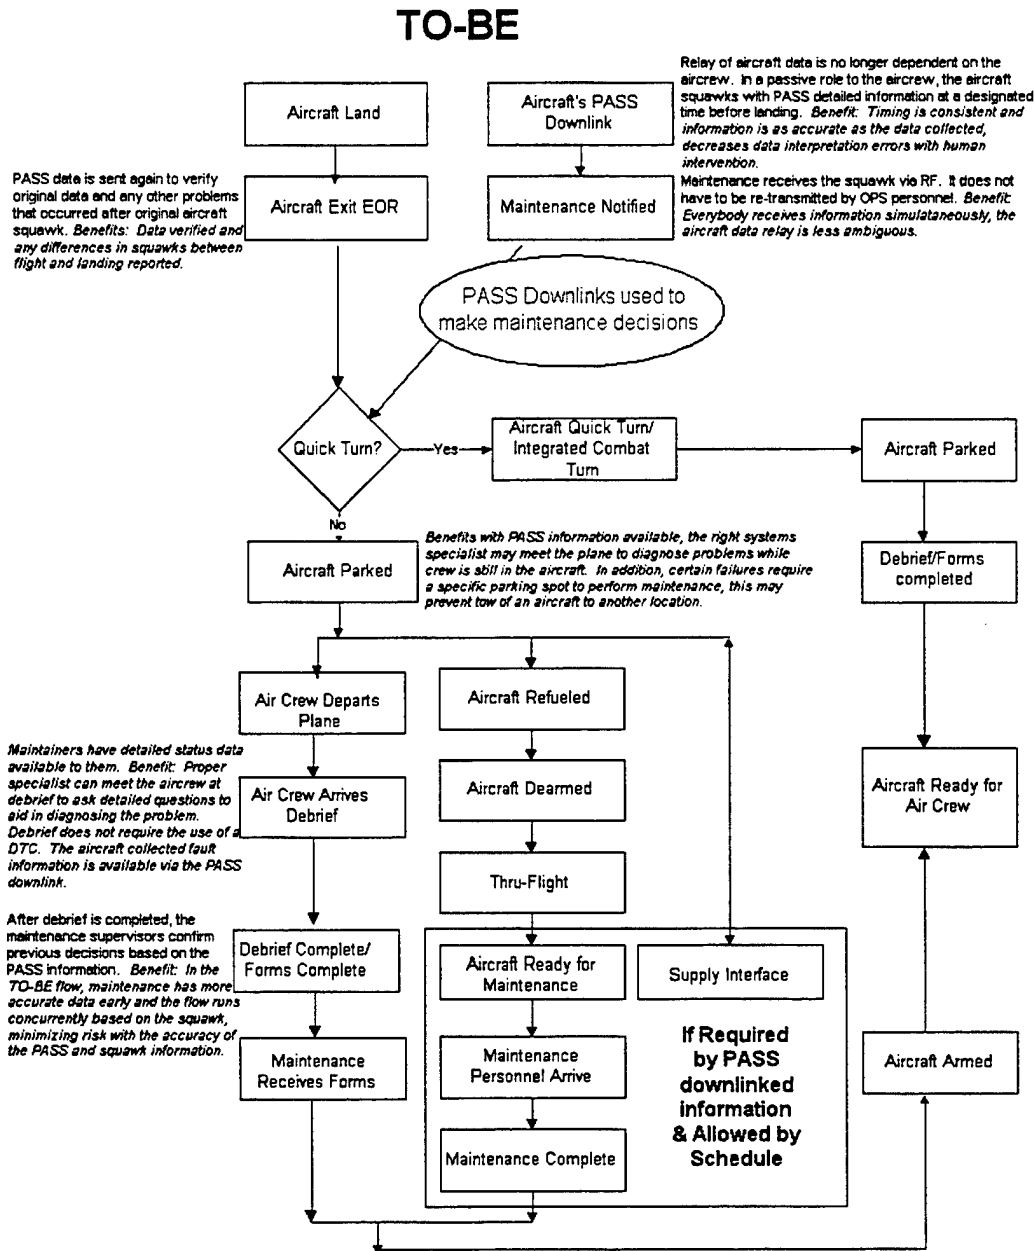 TO-BE
Relay of aircraft data is no longer dependent on the
aircrew. In a passive role to the aircrew, the aircraft
squawks with PASS detailed information at a designated
time before landing. Benefit: Timing is consistent and
information is as accurate as the data collected,
decreases data interpretation errors with human
intervention.
Aircraft Land
Aircraft's PASS
Downlink
PASS data is sent again to verify
original data and any other problems
that occurred after original aircraft
squawk. Benefits: Data verified and
any differences in squawks between
flight and landing reported.
Aircraft Exit EOR
Maintenance Notified
Maintenance receives the squawk via RF. It does not
have to be re-transmitted by OPS personnel. Benefit:
Everybody receives information simulataneously, the
aircraft data relay is less ambiguous.
PASS Downlinks used to
make maintenance decisions
Quick Turn?
Yes
Aircraft Quick Turn/
Integrated Combat
Turn
Aircraft Parked
No
Aircraft Parked
Benefits with PASS information available, the right systems
specialist may meet the plane to diagnose problems while
crew is still in the aircraft. In addition, certain failures require
a specific parking spot to perform maintenance, this may
prevent tow of an aircraft to another location.
Debrief/Forms
completed
Air Crew Departs
Plane
Aircraft Refueled
Maintainers have detailed status data
available to them. Benefit: Proper
specialist can meet the aircrew at
debrief to ask detailed questions to
aid in diagnosing the problem.
Debrief does not require the use of a
DTC. The aircraft collected fault
information is available via the PASS
downlink.
Air Crew Arrives
Debrief
Aircraft Dearmed
Aircraft Ready for
Air Crew
Thru-Flight
After debrief is completed, the
maintenance supervisors confirm
previous decisions based on the
PASS information. Benefit: In the
TO-BE flow, maintenance has more
accurate data early and the flow runs
concurrently based on the squawk,
minimizing risk with the accuracy of
the PASS and squawk information.
Debrief Complete/
Forms Complete
Aircraft Ready for
Maintenance
Supply Interface
Maintenance
Receives Forms
Maintenance
Personnel Arrive
If Required
by PASS
downlinked
information
& Allowed by
Schedule
Aircraft Armed
Maintenance Complete